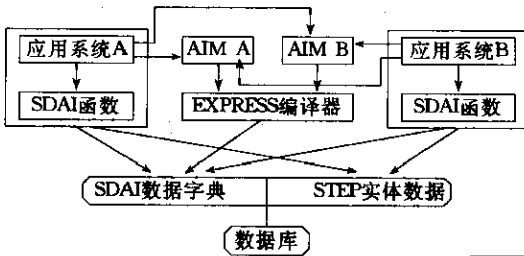 应用系统A
AIM A
AIM B
应用系统B
SDAI函数
EXPRESS编译器
SDAI函数
SDAI数据字典
STEP实体数据
数据库